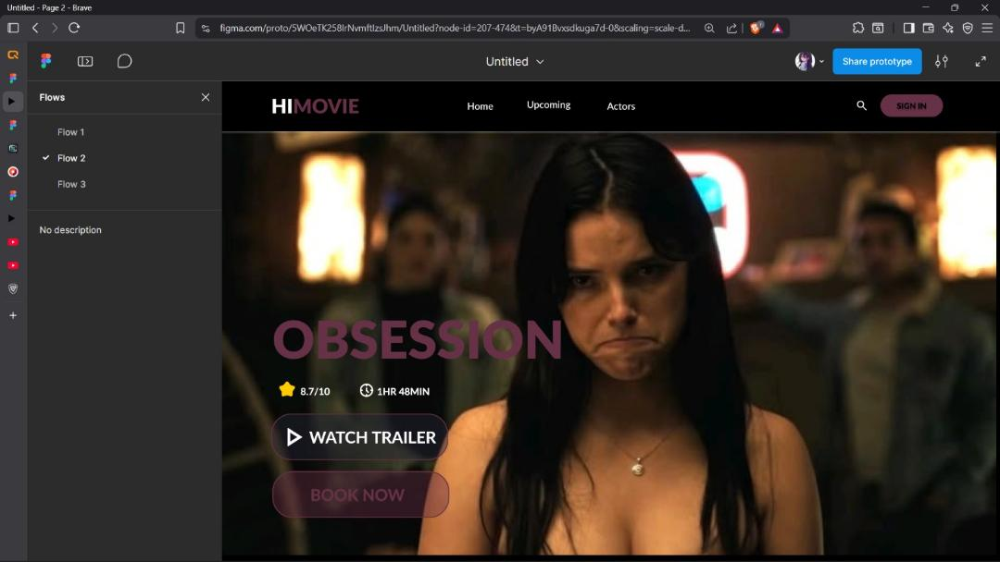 Untitled - Page 2 - Brave
figma.com/proto/5WOeTK258IrNvmftIzsJhm/Untitled?node-id=207-474&t=byA91Bvxsdkuga7d-0&scaling=scale-d...
Untitled
Share prototype
Flows
Flow 1
Flow 2
Flow 3
No description
HIMOVIE
Home
Upcoming
Actors
SIGN IN
OBSESSION
8.7/10
1HR 48MIN
WATCH TRAILER
BOOK NOW